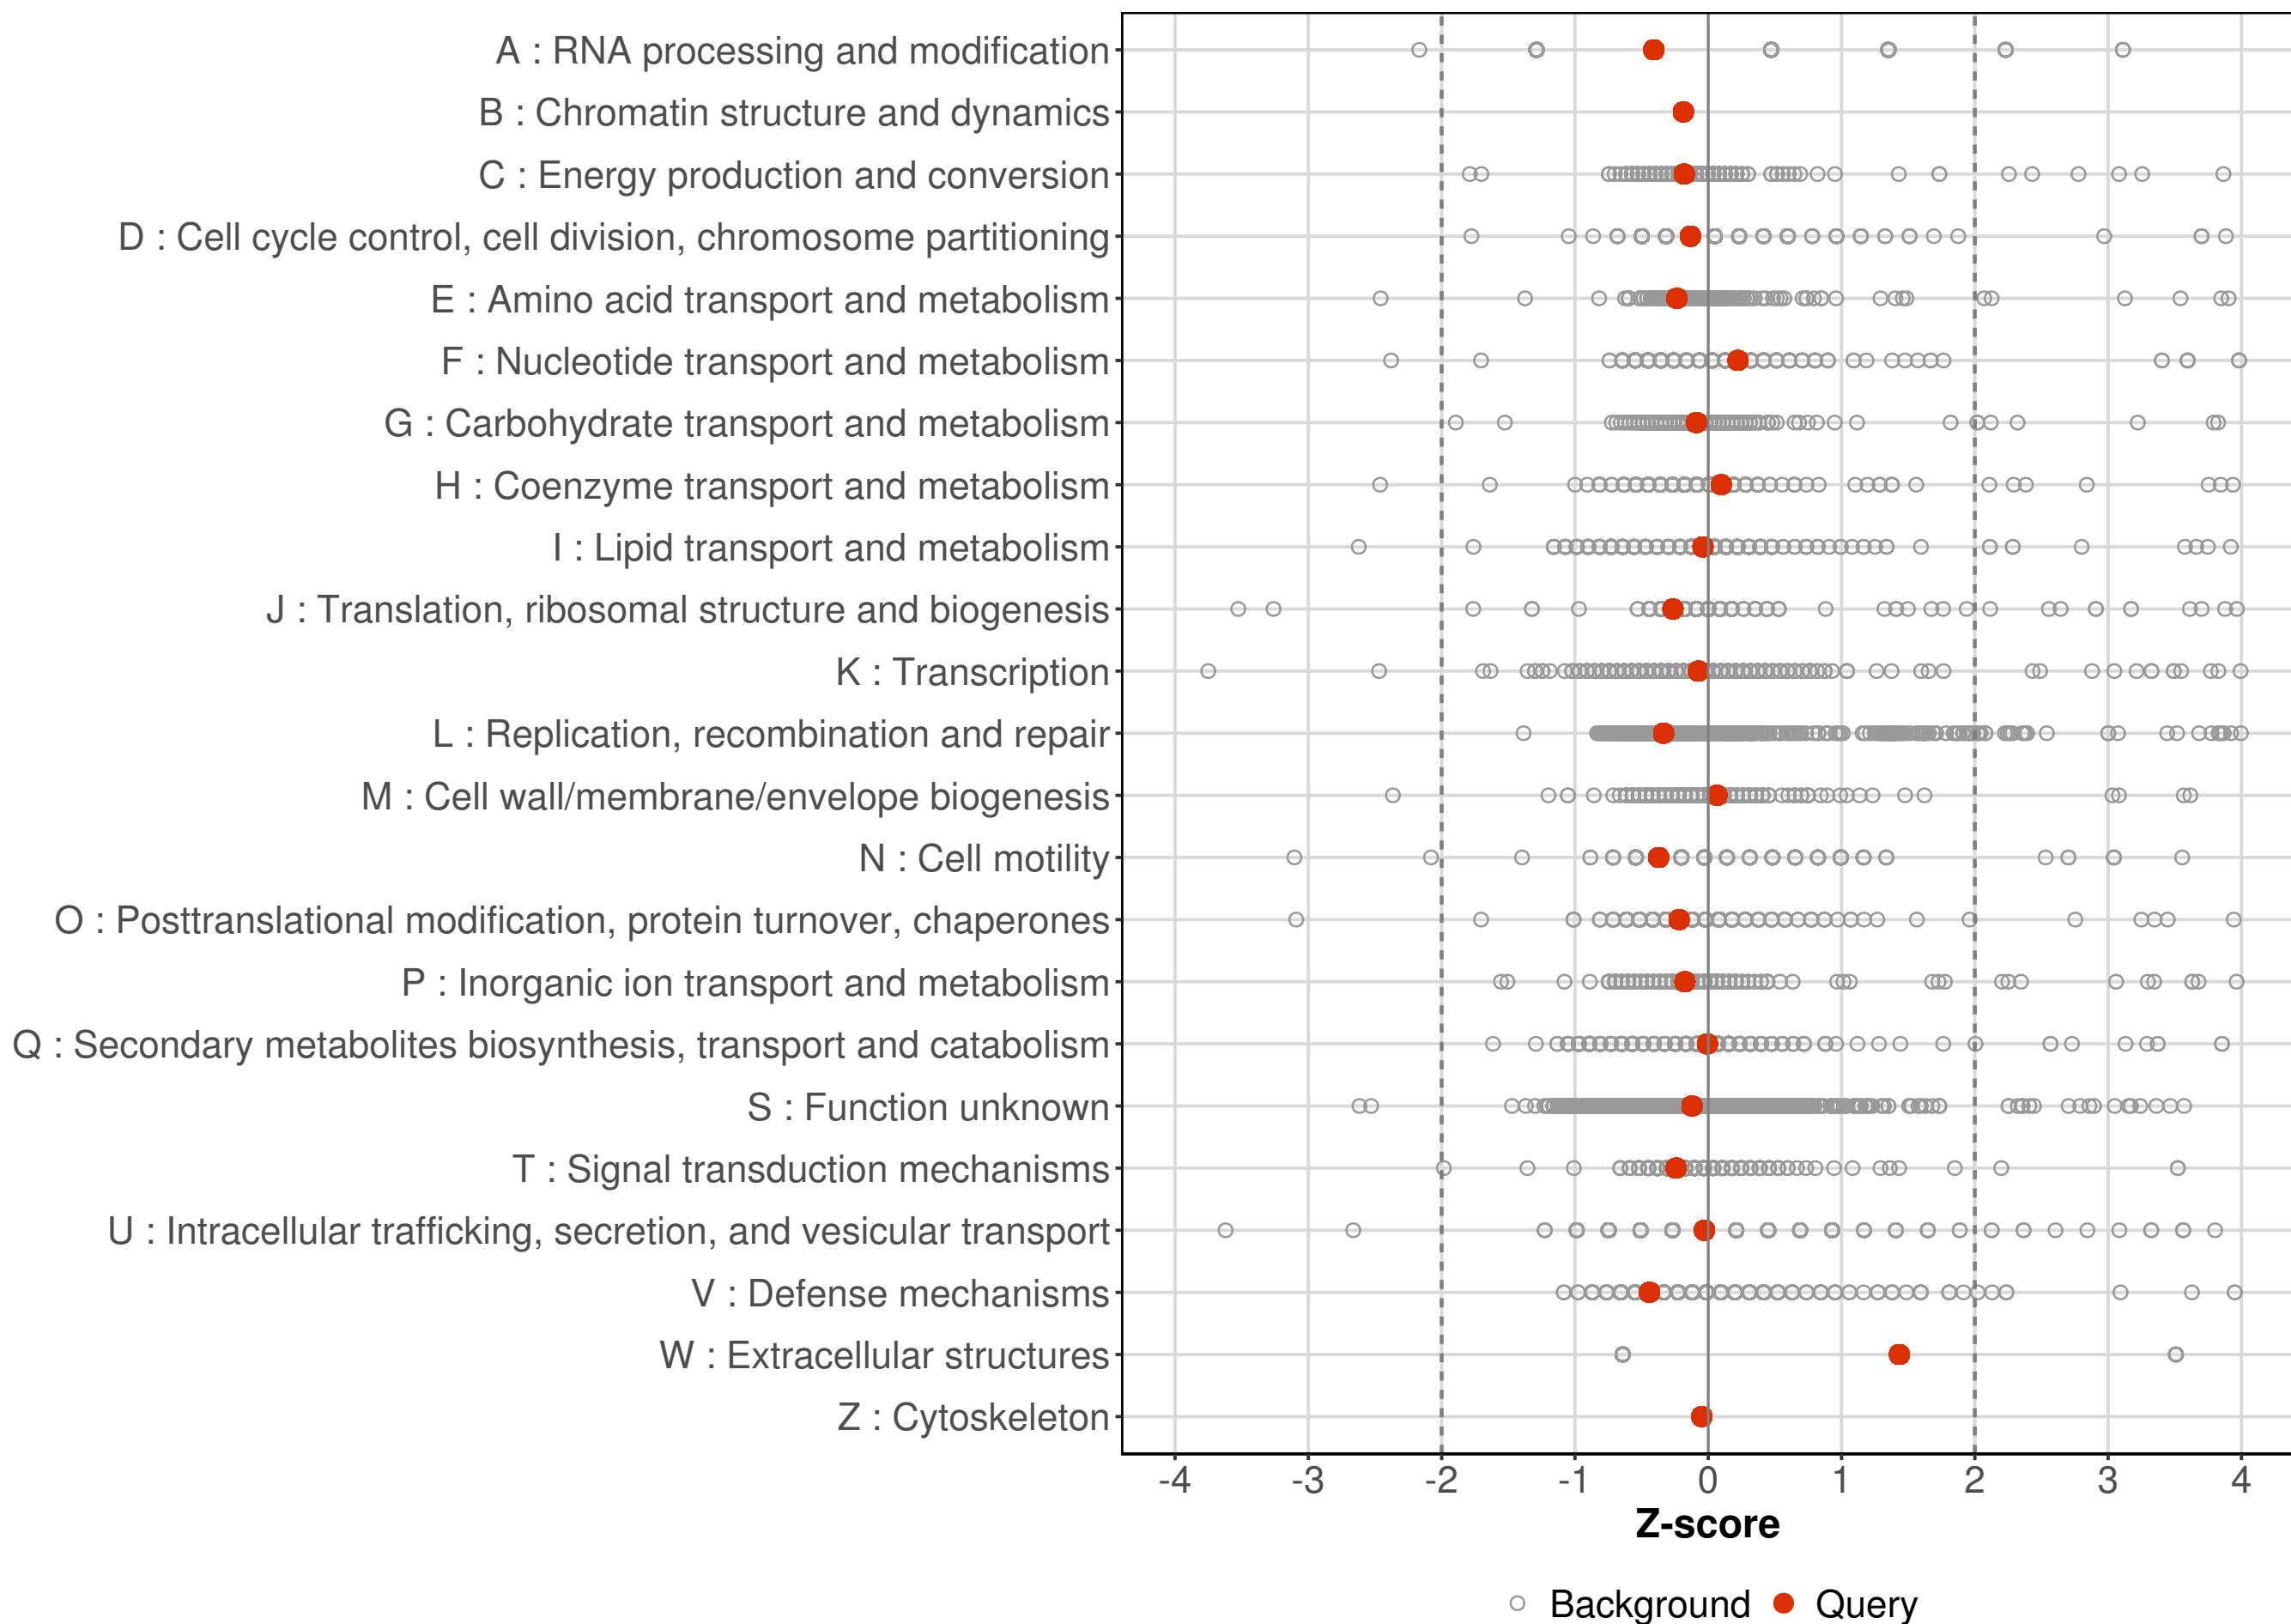 A : RNA processing and modification
B : Chromatin structure and dynamics
C : Energy production and conversion
D : Cell cycle control, cell division, chromosome partitioning
E : Amino acid transport and metabolism
F : Nucleotide transport and metabolism
G : Carbohydrate transport and metabolism
H : Coenzyme transport and metabolism
I : Lipid transport and metabolism
J : Translation, ribosomal structure and biogenesis
K : Transcription
L : Replication, recombination and repair
M : Cell wall/membrane/envelope biogenesis
N : Cell motility
O : Posttranslational modification, protein turnover, chaperones
P : Inorganic ion transport and metabolism
Q : Secondary metabolites biosynthesis, transport and catabolism
S : Function unknown
T : Signal transduction mechanisms
U : Intracellular trafficking, secretion, and vesicular transport
V : Defense mechanisms
W : Extracellular structures
Z : Cytoskeleton
-4 -3 -2 -1 0 1 2 3 4
Z-score
Background Query